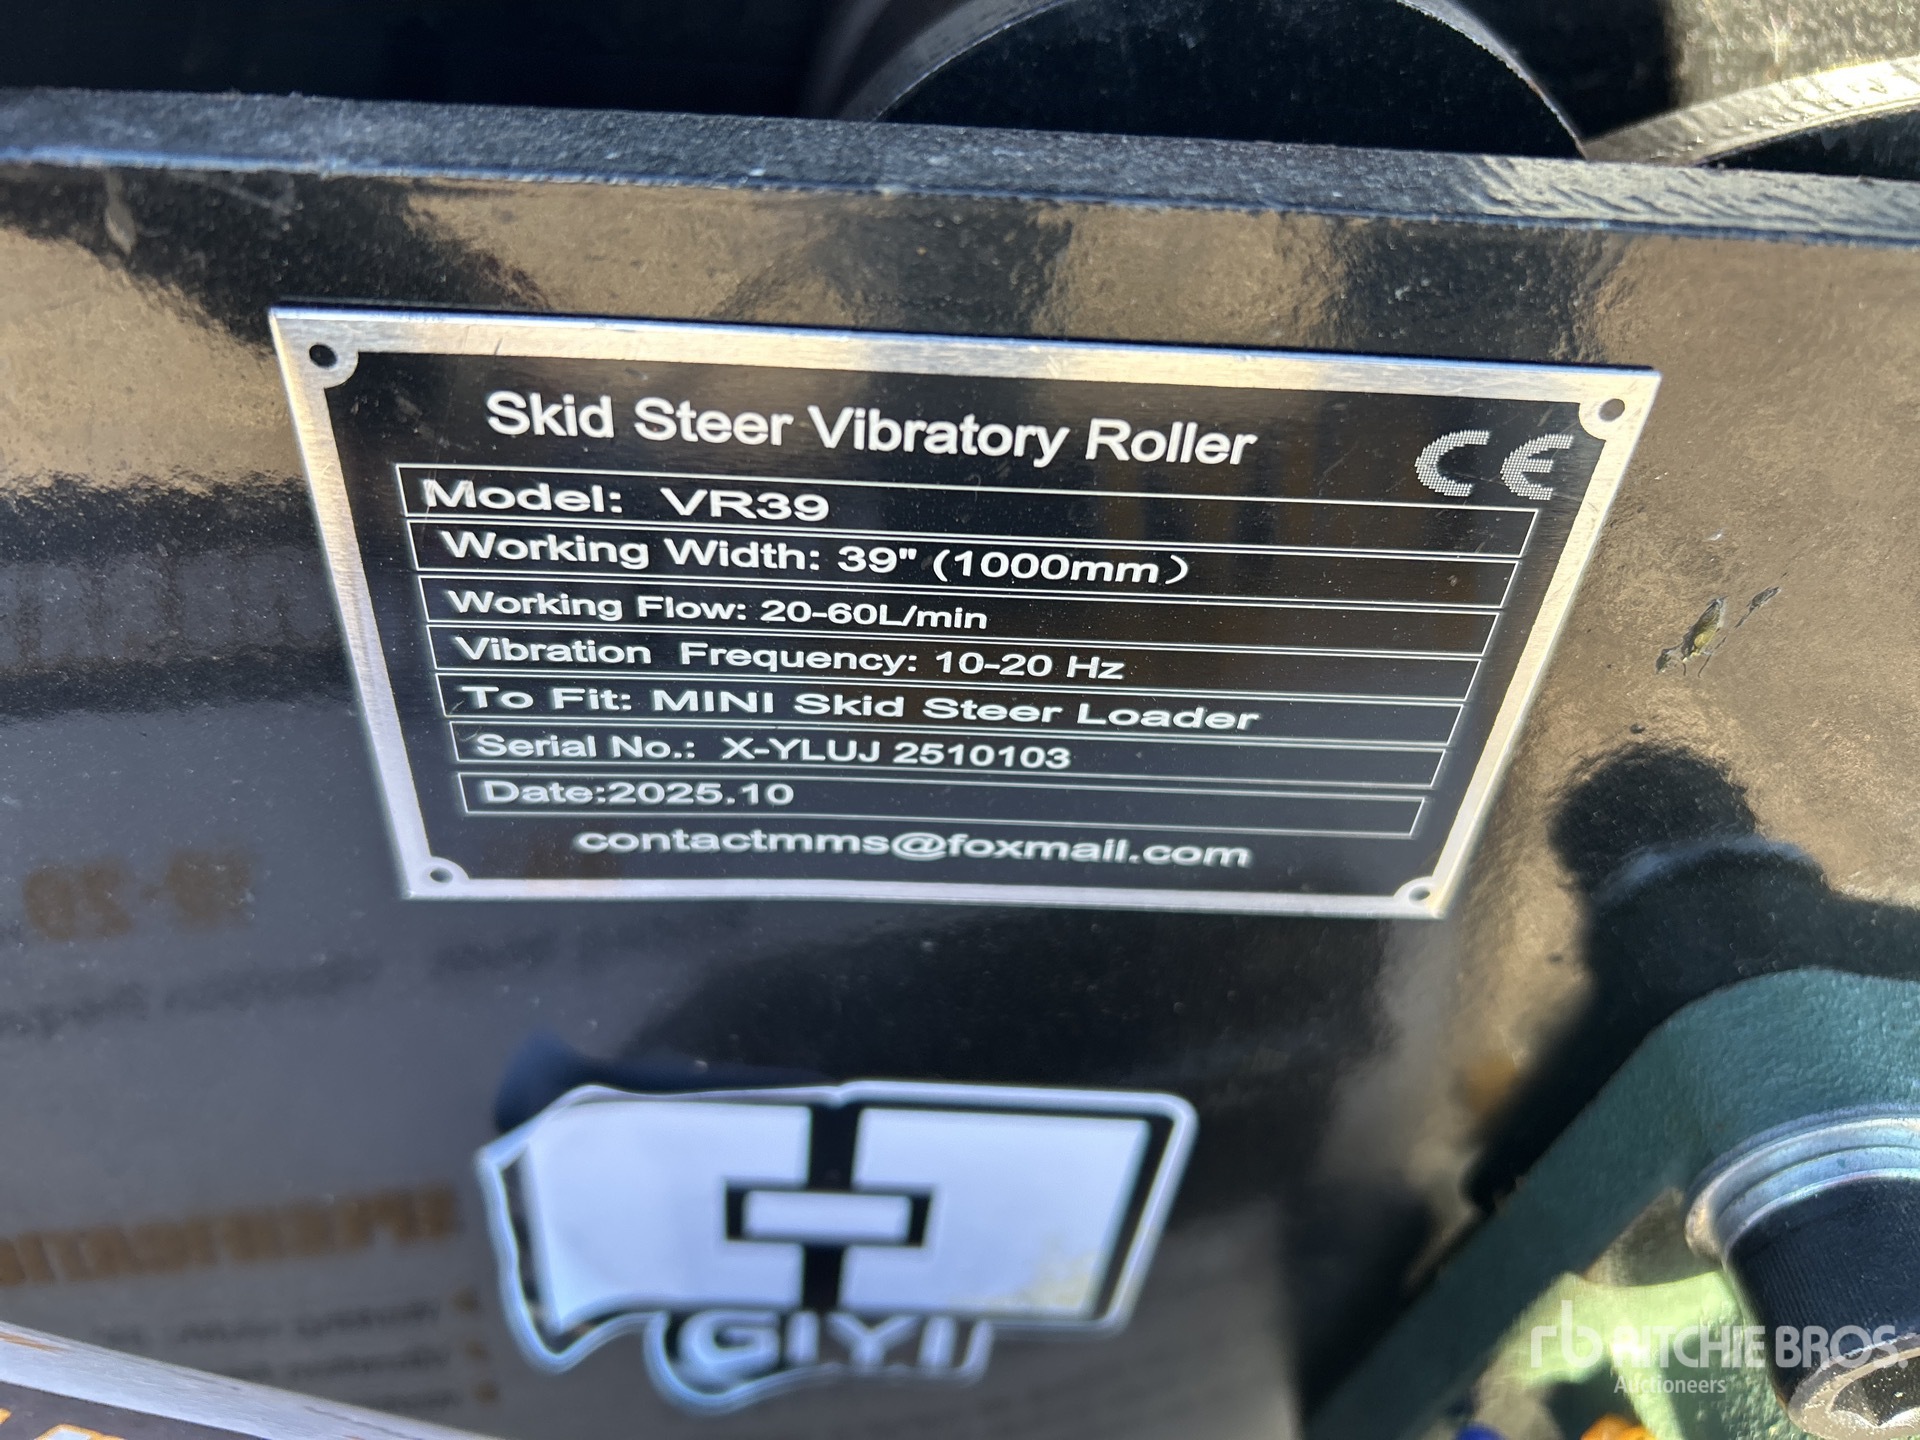 Skid Steer Vibratory Roller
CE
Model: VR39
Working Width: 39" (1000mm）
Working Flow: 20-60L/min
Vibration Frequency: 10-20 Hz
To Fit: MINI Skid Steer Loader
Serial No.: X-YLUJ 2510103
Date:2025.10
contactmms@foxmail.com
GIYI
rb RITCHIE BROS.
Auctioneers